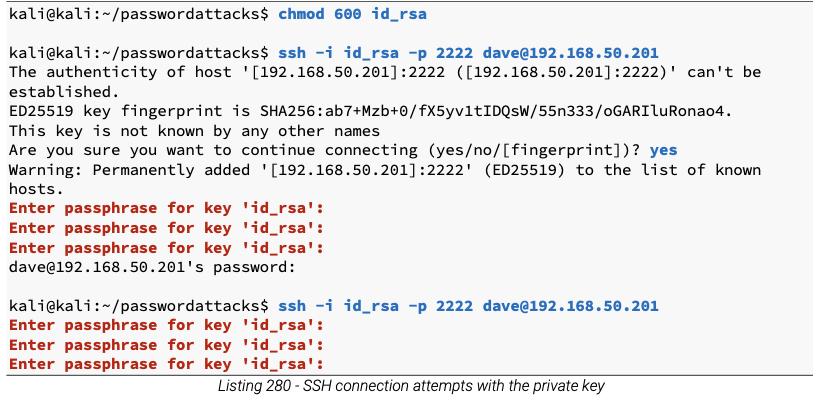 kali@kali:~/passwordattacks$ chmod 600 id_rsa
kali@kali:~/passwordattacks$ ssh -i id_rsa -p 2222 dave@192.168.50.201
The authenticity of host '[192.168.50.201]:2222 ([192.168.50.201]:2222)' can't be
established.
ED25519 key fingerprint is SHA256:ab7+Mzb+0/fX5yv1tIDQsW/55n333/oGARIluRonao4.
This key is not known by any other names
Are you sure you want to continue connecting (yes/no/[fingerprint])? yes
Warning: Permanently added '[192.168.50.201]:2222' (ED25519) to the list of known
hosts.
Enter passphrase for key 'id_rsa':
Enter passphrase for key 'id_rsa':
Enter passphrase for key 'id_rsa':
dave@192.168.50.201's password:
kali@kali:~/passwordattacks$ ssh -i id_rsa -p 2222 dave@192.168.50.201
Enter passphrase for key 'id_rsa':
Enter passphrase for key 'id_rsa':
Enter passphrase for key 'id_rsa':
Listing 280 - SSH connection attempts with the private key